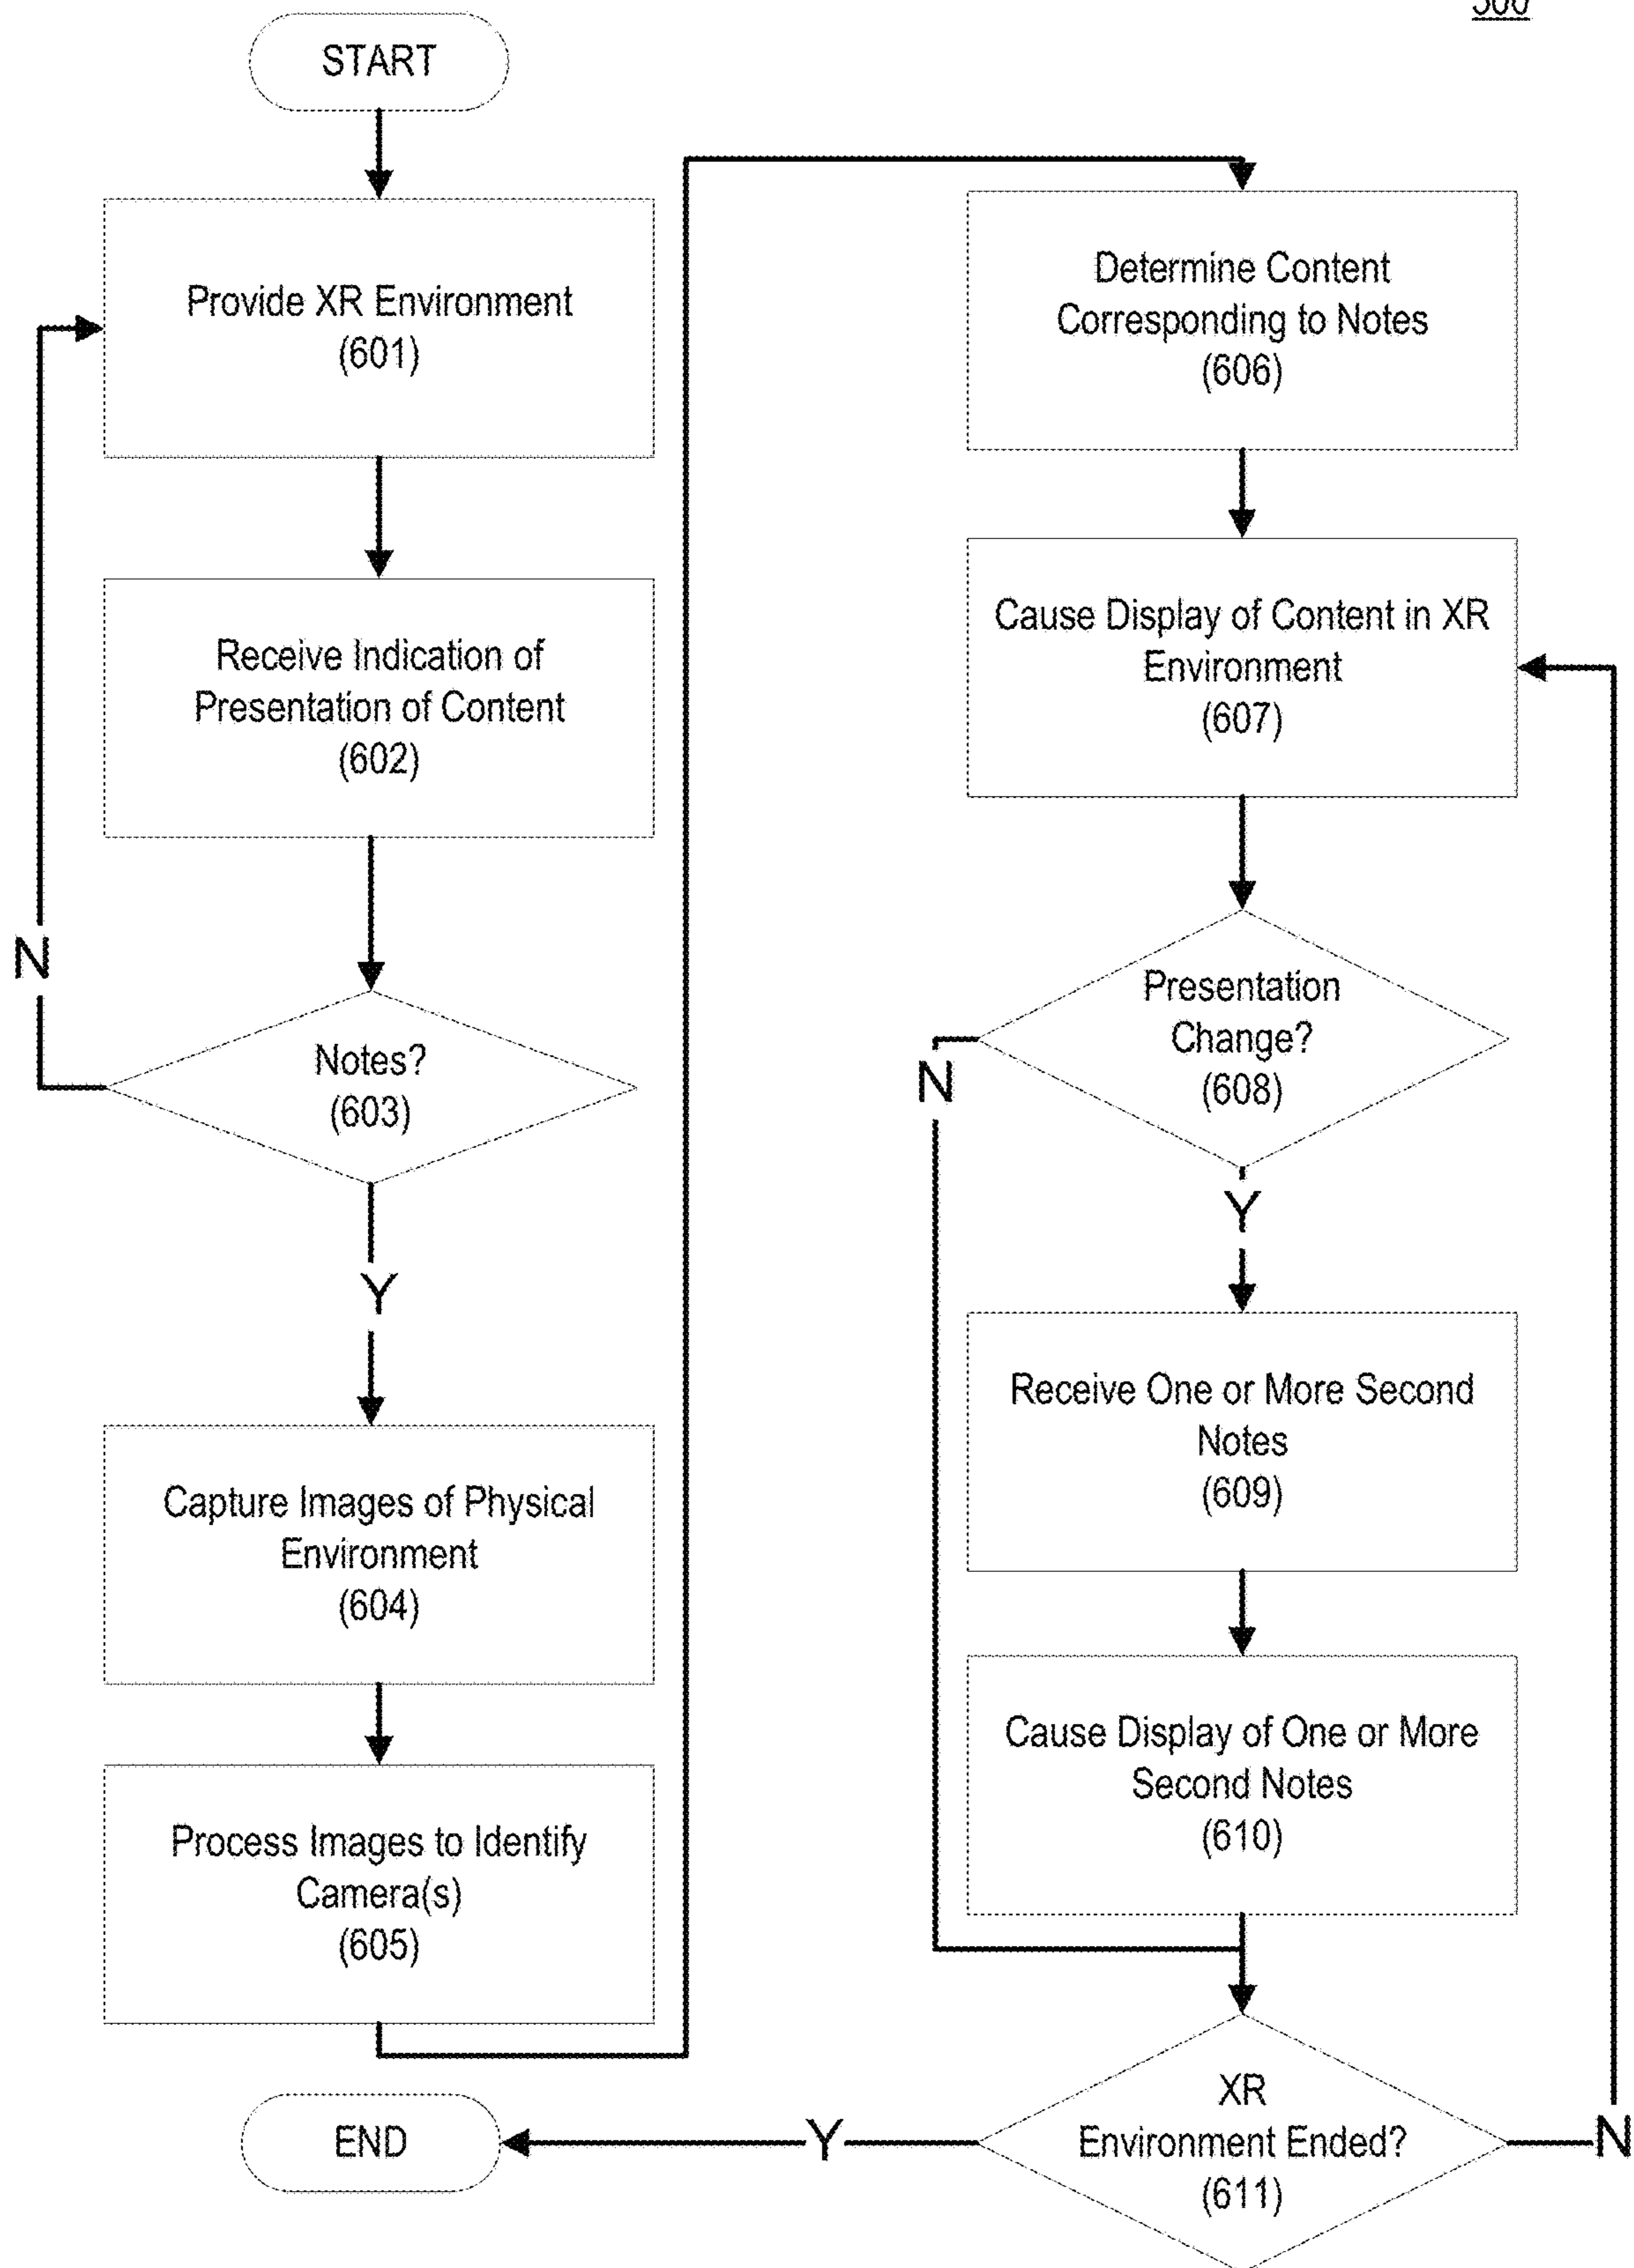 START
Provide XR Environment
(601)
Receive Indication of
Presentation of Content
(602)
Notes?
(603)
N
Y
Capture Images of Physical
Environment
(604)
Process Images to Identify
Camera(s)
(605)
END
Determine Content
Corresponding to Notes
(606)
Cause Display of Content in XR
Environment
(607)
Presentation
Change?
(608)
N
Y
Receive One or More Second
Notes
(609)
Cause Display of One or More
Second Notes
(610)
XR
Environment Ended?
(611)
Y
N